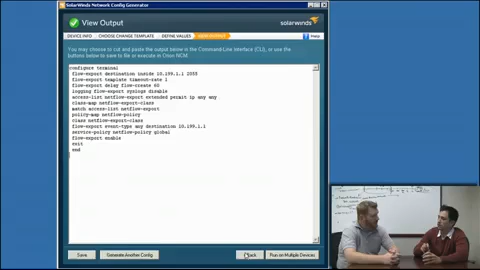 SolarWinds Network Config Generator
View Output
solarwinds
DEVICE INFO
CHOOSE CHANGE TEMPLATE
DEFINE VALUES
Help
You may choose to cut and paste the output below in the Command-Line Interface (CLI), or use the
buttons below to save to file or execute in Orion NCM.
configure terminal
flow-export destination inside 10.199.1.1 2055
flow-export template timeout-rate 1
flow-export delay flow-create 60
logging flow-export syslogs disable
access-list netflow-export extended permit ip any any
class-map netflow-export-class
match access-list netflow-export
policy-map netflow-policy
class netflow-export-class
flow-export event-type any destination 10.199.1.1
service-policy netflow-policy global
flow-export enable
exit
end
Save
Generate Another Config
Back
Run on Multiple Devices